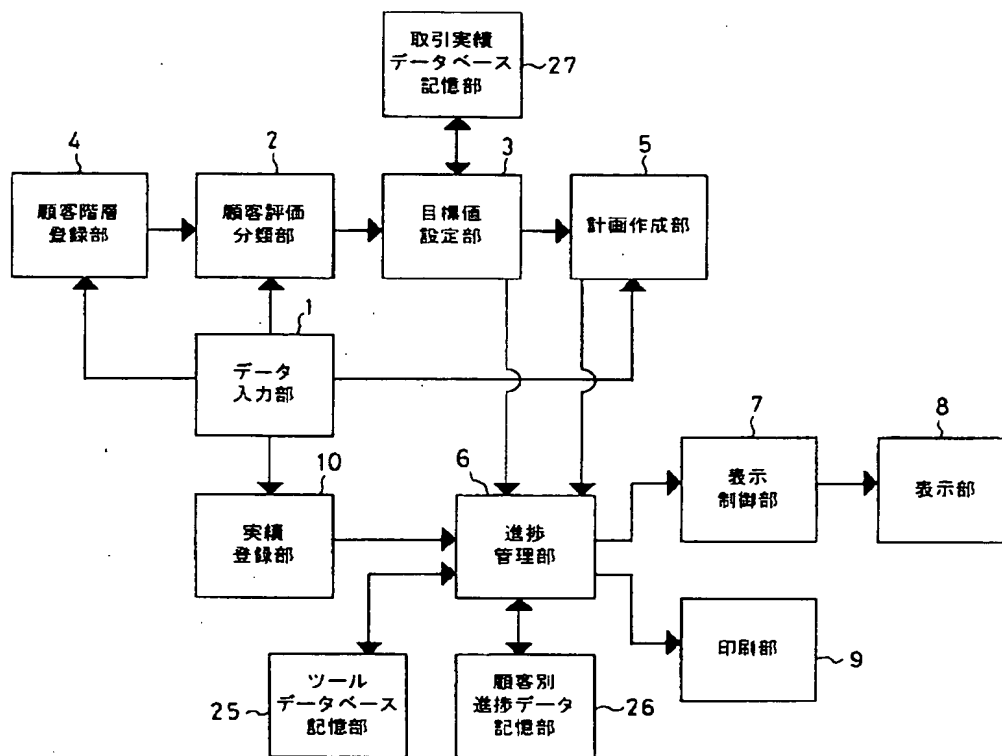 取引実績
データベース
記憶部
27
4
2
3
5
顧客階層
登録部
顧客評価
分類部
目標値
設定部
計画作成部
1
データ
入力部
10
6
7
8
実績
登録部
進捗
管理部
表示
制御部
表示部
印刷部
9
ツール
データベース
記憶部
25
顧客別
進捗データ
記憶部
26